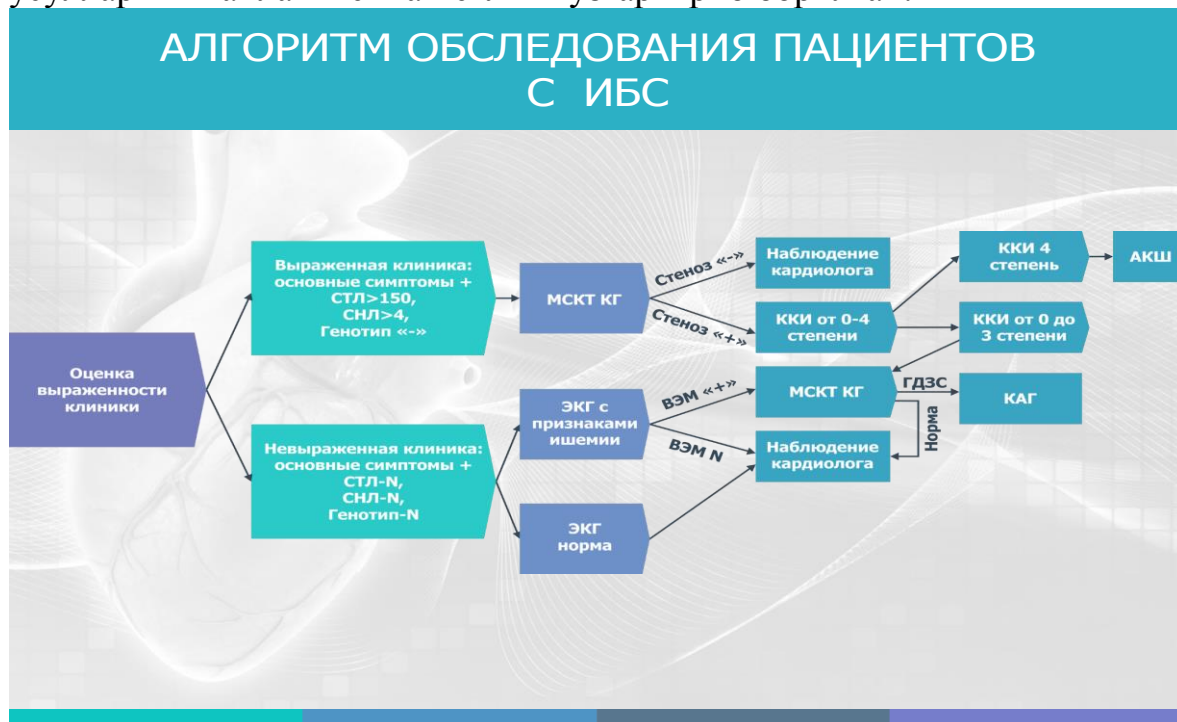 АЛГОРИТМ ОБСЛЕДОВАНИЯ ПАЦИЕНТОВ
С ИБС
Оценка
выраженности
клиники
Выраженная клиника:
основные симптомы +
СТЛ>150,
СНЛ>4,
Генотип «-»
Невыраженная клиника:
основные симптомы +
СТЛ-N,
СНЛ-N,
Генотип-N
МСКТ КГ
ЭКГ с
признаками
ишемии
ЭКГ
норма
Стеноз «-»
Стеноз «+»
ВЭМ «+»
ВЭМ N
Наблюдение
кардиолога
ККИ от 0-4
степени
МСКТ КГ
Наблюдение
кардиолога
ГДЗС
Норма
ККИ 4
степень
ККИ от 0 до
3 степени
КАГ
АКШ